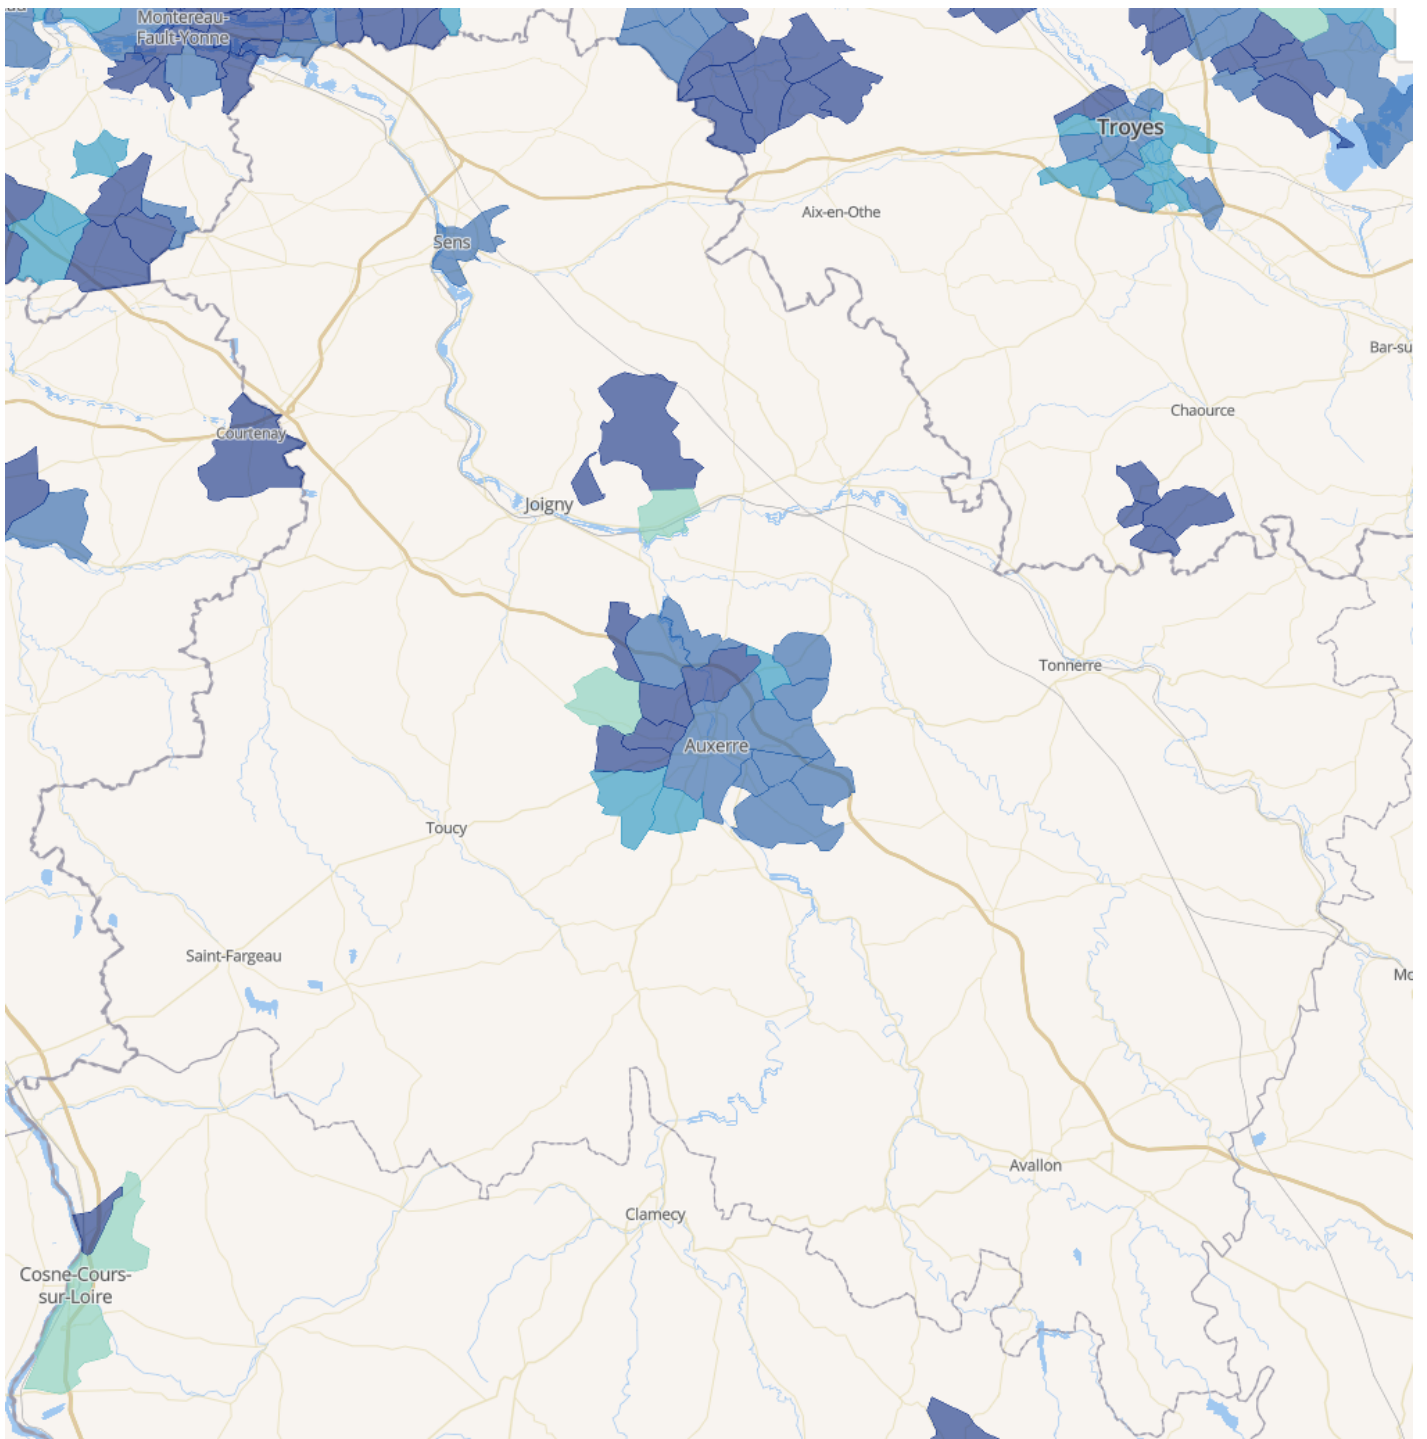 Montereau-
Fault-Yonne
Troyes
Aix-en-Othe
Sens
Bar-su
Chaource
Courtenay
Joigny
Tonnerre
Auxerre
Toucy
Saint-Fargeau
Mo
Avallon
Clamecy
Cosne-Cours-
sur-Loire